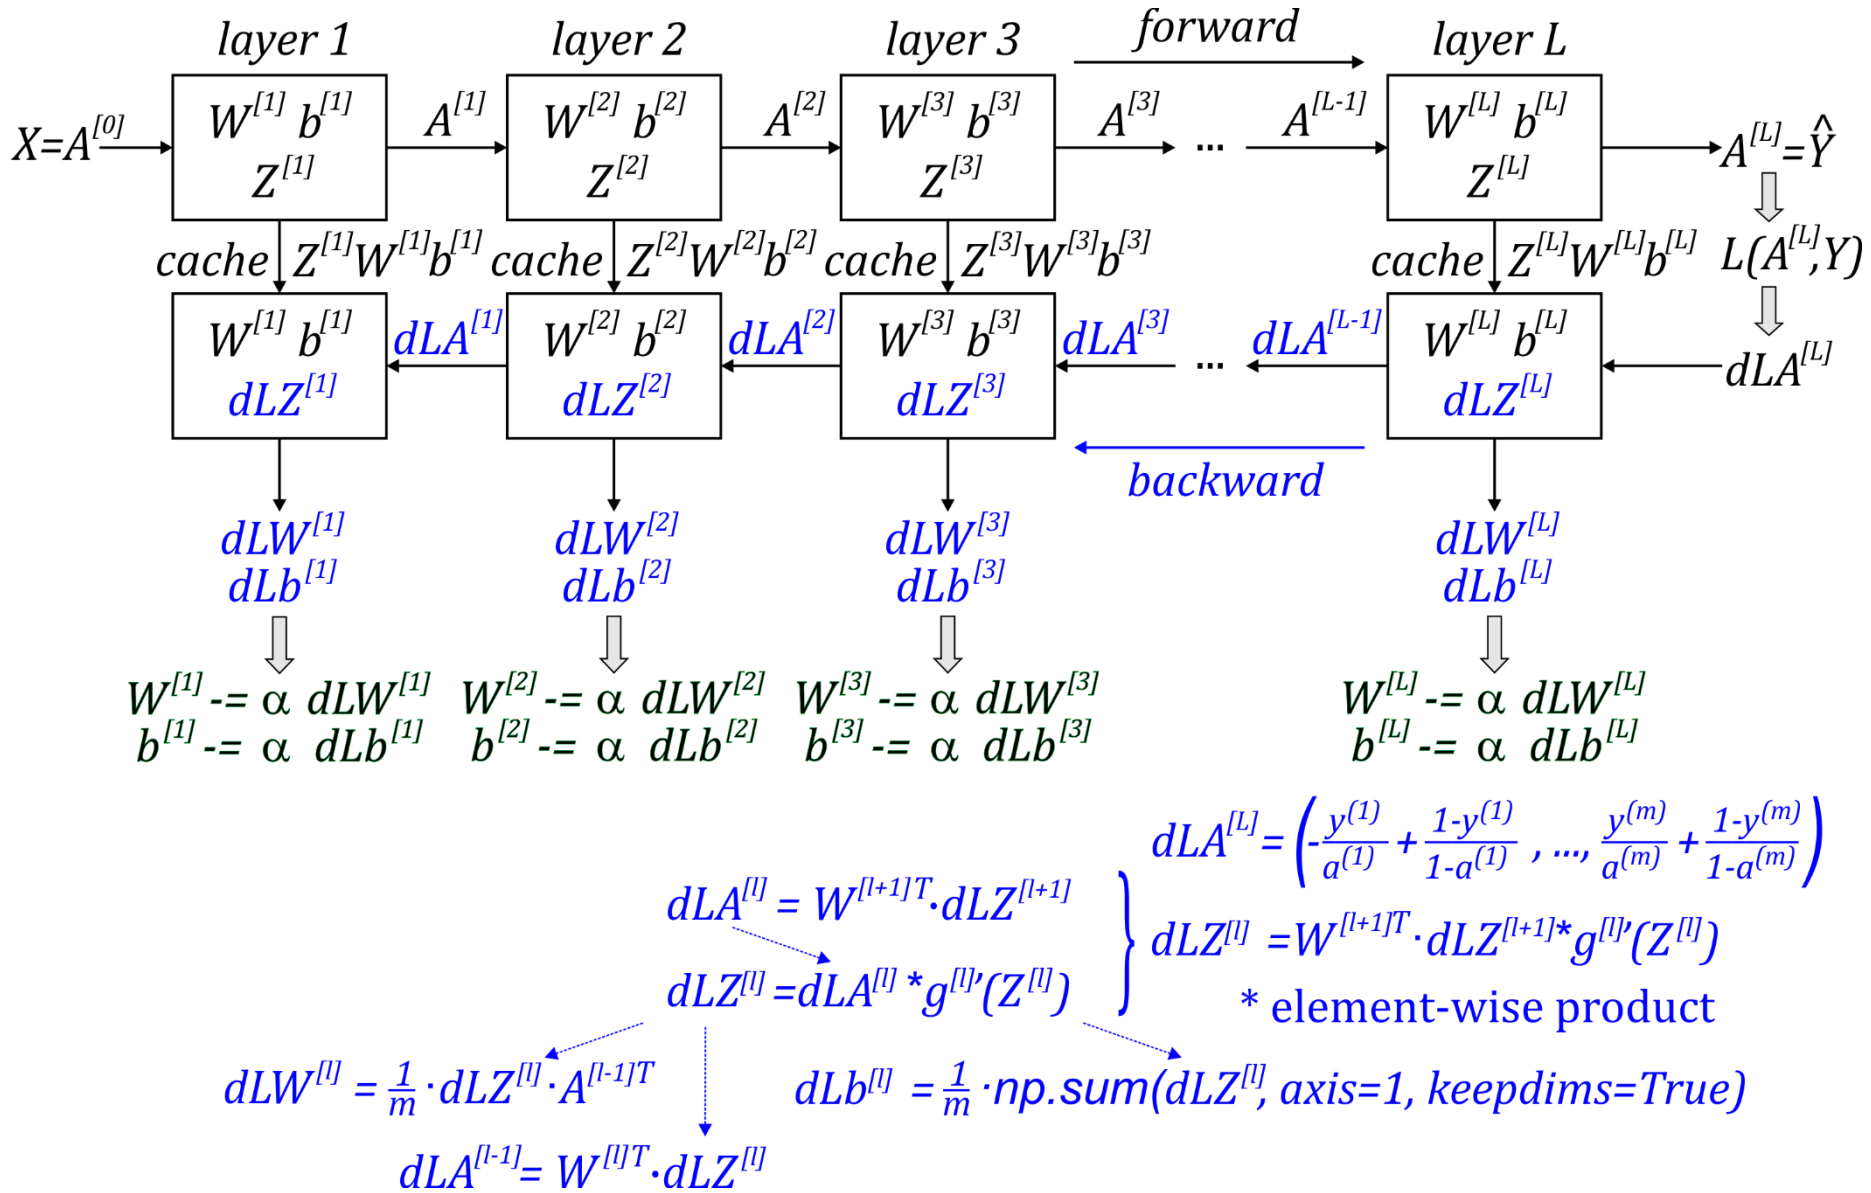 layer 1 layer 2 layer 3 forward layer L
X=A^[0] W^[1] b^[1] A^[1] W^[2] b^[2] A^[2] W^[3] b^[3] A^[3] ... A^[L-1] W^[L] b^[L] A^[L]=Ŷ
Z^[1] Z^[2] Z^[3] Z^[L]
cache Z^[1]W^[1]b^[1] cache Z^[2]W^[2]b^[2] cache Z^[3]W^[3]b^[3] cache Z^[L]W^[L]b^[L] L(A^[L],Y)
W^[1] b^[1] dLA^[1] W^[2] b^[2] dLA^[2] W^[3] b^[3] dLA^[3] ... dLA^[L-1] W^[L] b^[L] dLA^[L]
dLZ^[1] dLZ^[2] dLZ^[3] dLZ^[L]
backward
dLW^[1] dLW^[2] dLW^[3] dLW^[L]
dLb^[1] dLb^[2] dLb^[3] dLb^[L]
W^[1] -= α dLW^[1] W^[2] -= α dLW^[2] W^[3] -= α dLW^[3] W^[L] -= α dLW^[L]
b^[1] -= α dLb^[1] b^[2] -= α dLb^[2] b^[3] -= α dLb^[3] b^[L] -= α dLb^[L]
dLA^[L] = (-y^(1)/a^(1) + 1-y^(1)/1-a^(1) , ..., y^(m)/a^(m) + 1-y^(m)/1-a^(m))
dLA^[l] = W^[l+1]T·dLZ^[l+1]
dLZ^[l] =W^[l+1]T·dLZ^[l+1]*g^[l]'(Z^[l])
dLZ^[l] =dLA^[l] *g^[l]'(Z^[l])
* element-wise product
dLW^[l] = 1/m ·dLZ^[l]·A^[l-1]T dLb^[l] = 1/m ·np.sum(dLZ^[l], axis=1, keepdims=True)
dLA^[l-1]= W^[l]T·dLZ^[l]